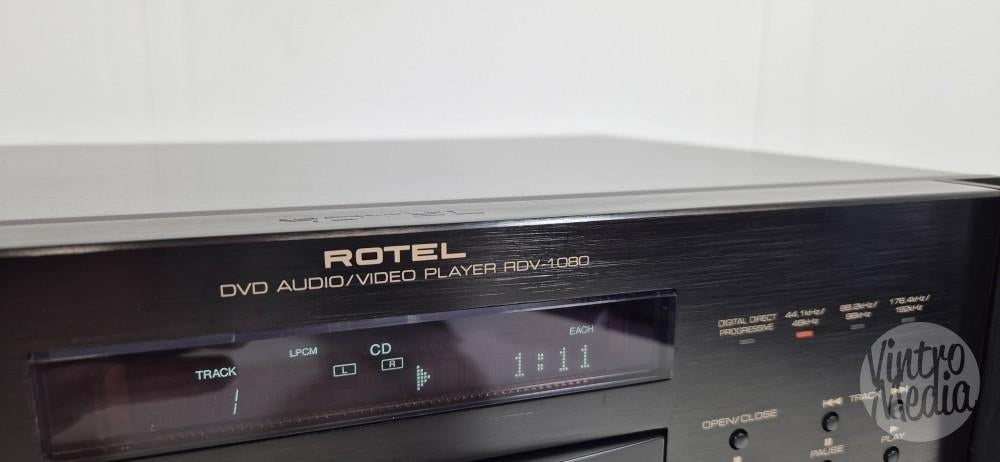 ROTEL
DVD AUDIO/VIDEO PLAYER RDV-1080
DIGITAL DIRECT
PROGRESSIVE
44.1kHz/
48kHz
88.2kHz/
96kHz
176.4kHz/
192kHz
TRACK
1
LPCM
L
CD
R
EACH
1:11
OPEN/CLOSE
TRACK
PAUSE
PLAY
Vintro
Media